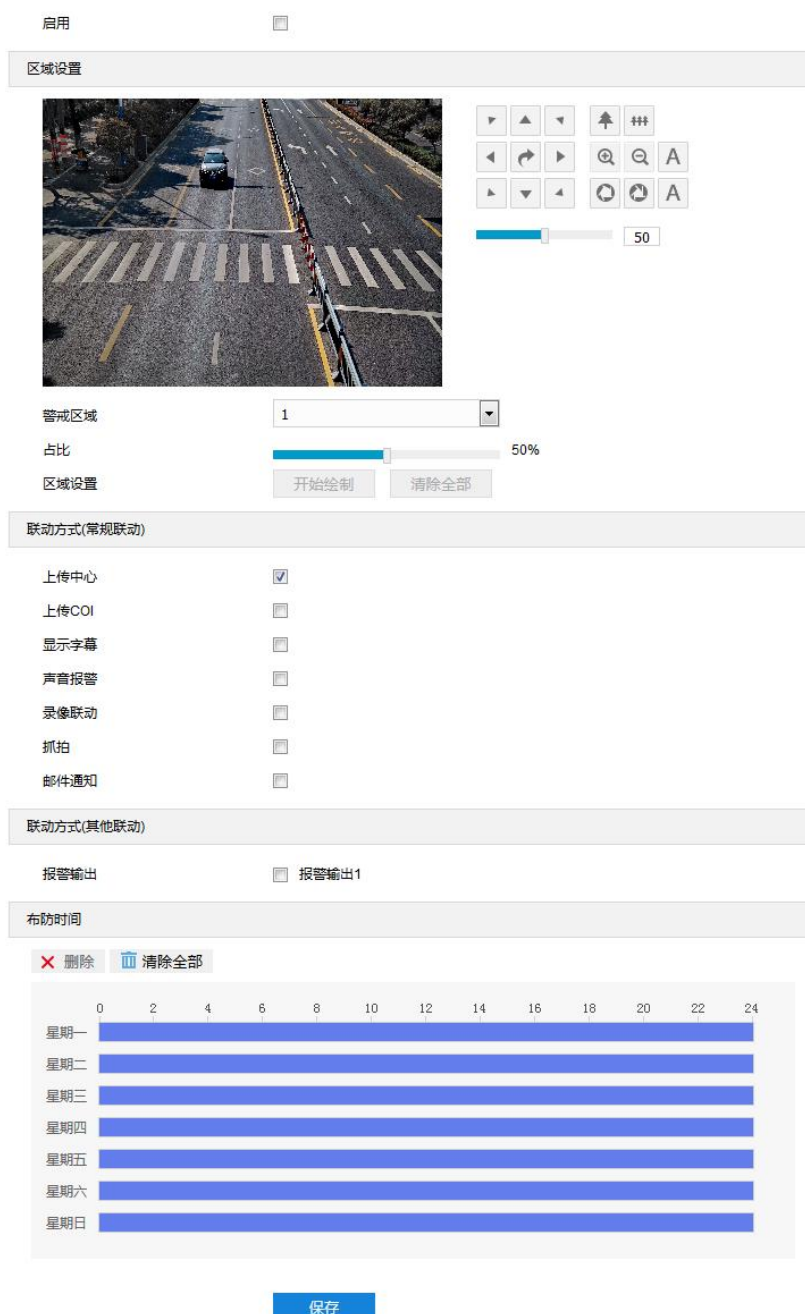 启用
区域设置
A
A
50
警戒区域 1
占比 50%
区域设置 开始绘制 清除全部
联动方式(常规联动)
上传中心
上传COI
显示字幕
声音报警
录像联动
抓拍
邮件通知
联动方式(其他联动)
报警输出 报警输出1
布防时间
删除 清除全部
0 2 4 6 8 10 12 14 16 18 20 22 24
星期一
星期二
星期三
星期四
星期五
星期六
星期日
保存